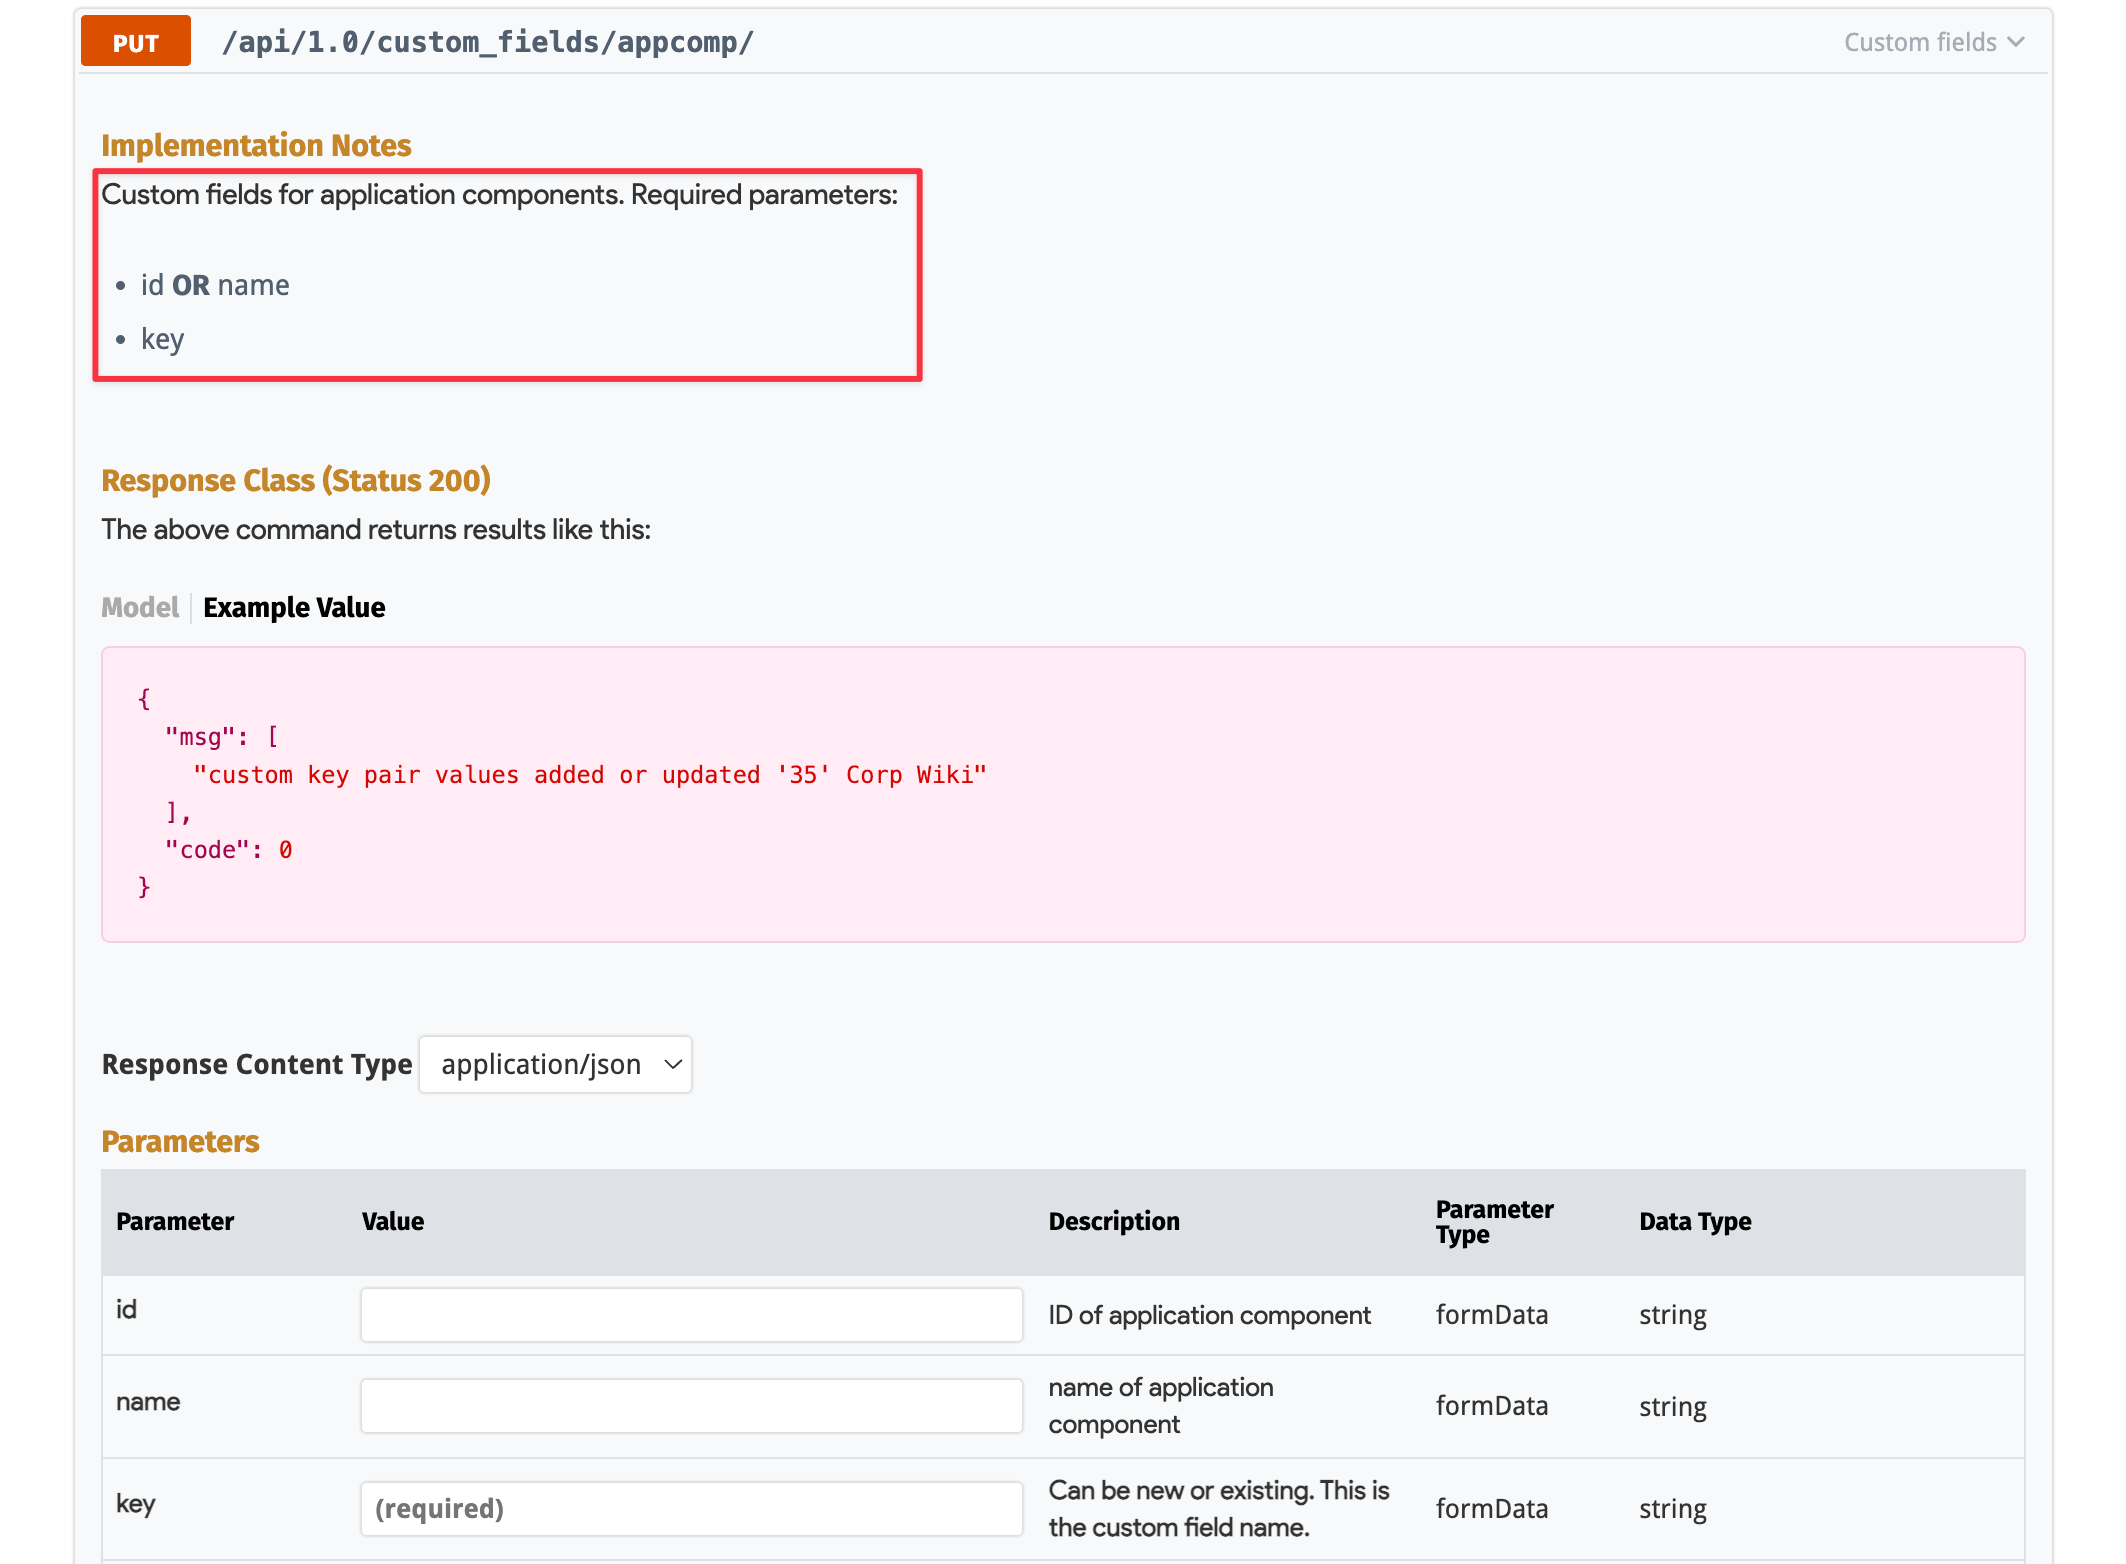 PUT /api/1.0/custom_fields/appcomp/ Custom fields
Implementation Notes
Custom fields for application components. Required parameters:
• id OR name
• key
Response Class (Status 200)
The above command returns results like this:
Model Example Value
{
"msg": [
"custom key pair values added or updated '35' Corp Wiki"
],
"code": 0
}
Response Content Type application/json
Parameters
Parameter Value Description Parameter Type Data Type
id ID of application component formData string
name name of application component formData string
key (required) Can be new or existing. This is the custom field name. formData string